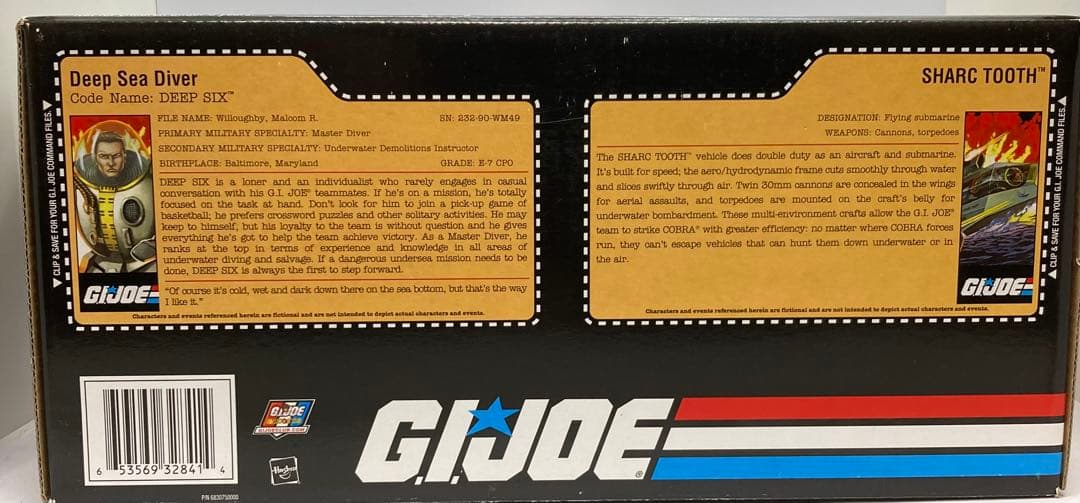 Deep Sea Diver
Code Name: DEEP SIX™
CLIP & SAVE FOR YOUR G.I. JOE COMMAND FILES.
FILE NAME: Willoughby, Malcom R. SN: 232-90-WM49
PRIMARY MILITARY SPECIALTY: Master Diver
SECONDARY MILITARY SPECIALTY: Underwater Demolitions Instructor
BIRTHPLACE: Baltimore, Maryland GRADE: E-7 CPO
DEEP SIX is a loner and an individualist who rarely engages in casual
conversation with his G.I. JOE® teammates. If he's on a mission, he's totally
focused on the task at hand. Don't look for him to join a pick-up game of
basketball; he prefers crossword puzzles and other solitary activities. He may
keep to himself, but his loyalty to the team is without question and he gives
everything he's got to help the team achieve victory. As a Master Diver, he
ranks at the top in terms of experience and knowledge in all areas of
underwater diving and salvage. If a dangerous undersea mission needs to be
done, DEEP SIX is always the first to step forward.
"Of course it's cold, wet and dark down there on the sea bottom, but that's the way
I like it."
G.I.JOE
Characters and events referenced herein are fictional and are not intended to depict actual characters and events.
SHARC TOOTH™
DESIGNATION: Flying submarine
WEAPONS: Cannons, torpedoes
The SHARC TOOTH™ vehicle does double duty as an aircraft and submarine.
It's built for speed; the aero/hydrodynamic frame cuts smoothly through water
and slices swiftly through air. Twin 30mm cannons are concealed in the wings
for aerial assaults, and torpedoes are mounted on the craft's belly for
underwater bombardment. These multi-environment crafts allow the G.I. JOE®
team to strike COBRA® with greater efficiency: no matter where COBRA forces
run, they can't escape vehicles that can hunt them down underwater or in
the air.
G.I.JOE
Characters and events referenced herein are fictional and are not intended to depict actual characters and events.
CLIP & SAVE FOR YOUR G.I. JOE COMMAND FILES.
6 53569 32841 4
P/N 6830750000
G.I.JOE
GIJOECLUB.COM
Hasbro
G.I.JOE®